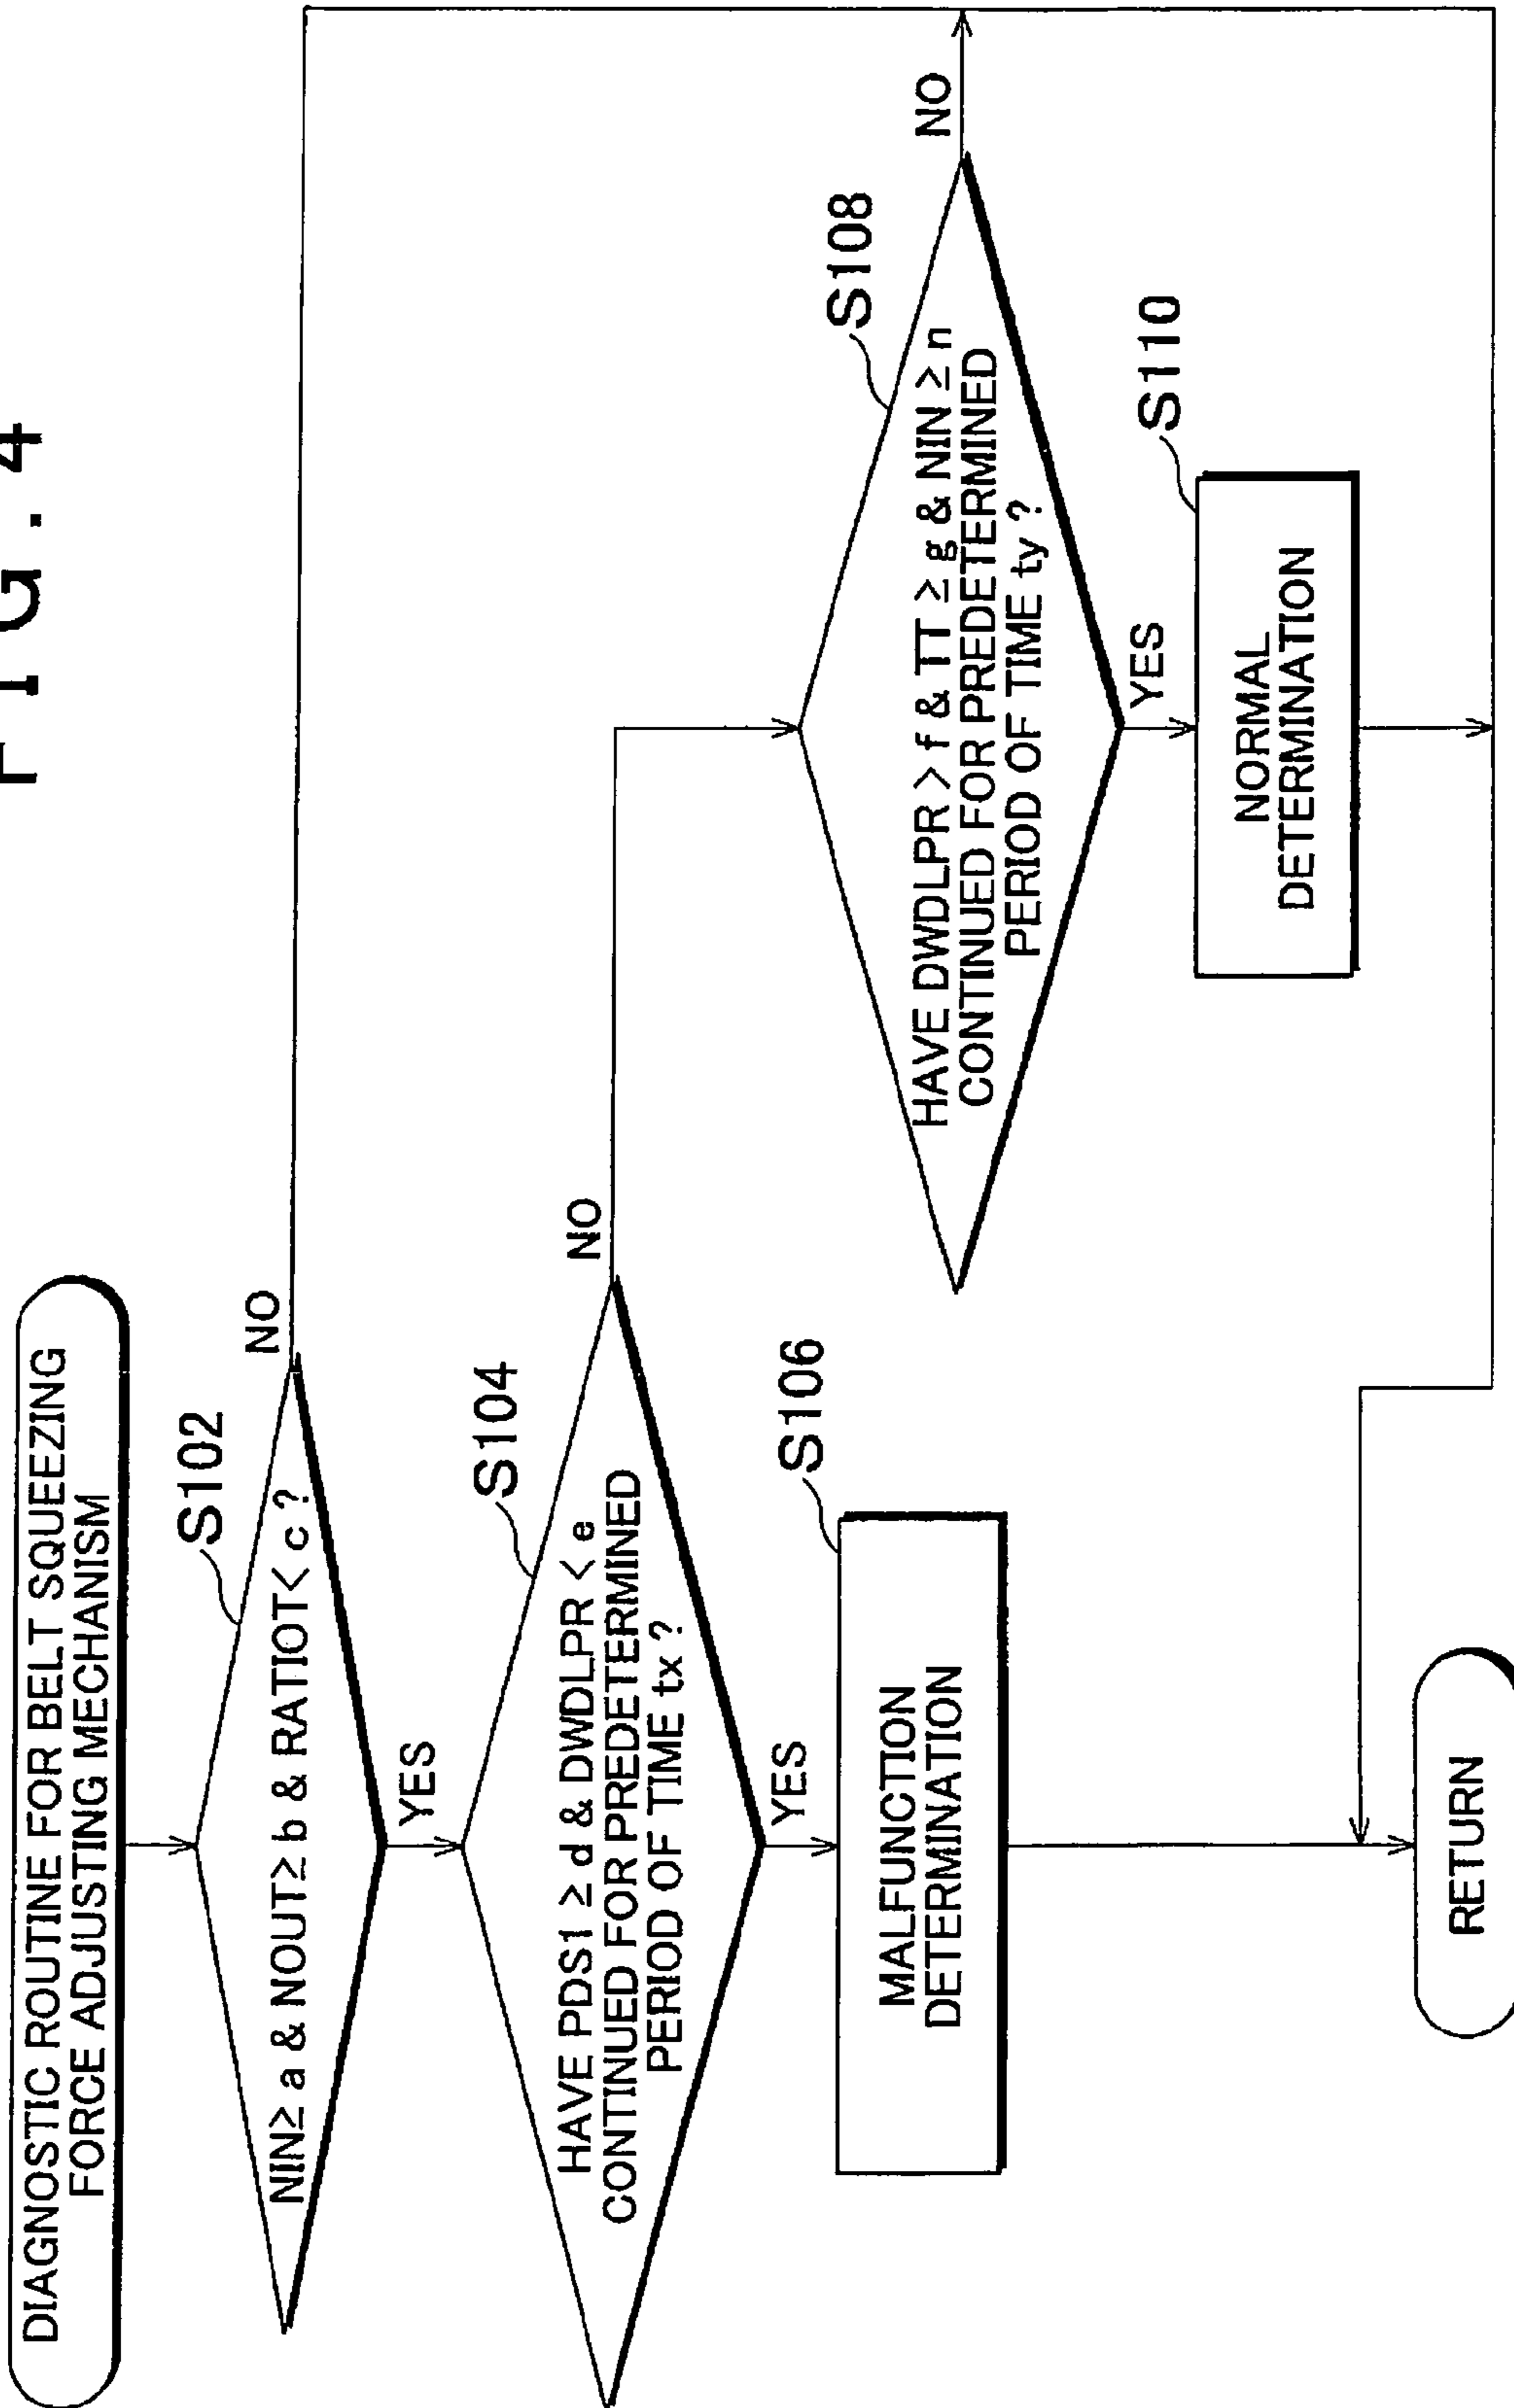 FIG. 4
DIAGNOSTIC ROUTINE FOR BELT SQUEEZING
FORCE ADJUSTING MECHANISM
S102
NIN≥ a & NOUT≥ b & RATIOT< c ?
NO
YES
S104
HAVE PDS1 ≥ d & DWDLPR < e
CONTINUED FOR PREDETERMINED
PERIOD OF TIME tx ?
NO
YES
S106
MALFUNCTION
DETERMINATION
S108
HAVE DWDLPR > f & TT ≥ g & NIN ≥ n
CONTINUED FOR PREDETERMINED
PERIOD OF TIME ty ?
NO
YES
S110
NORMAL
DETERMINATION
RETURN